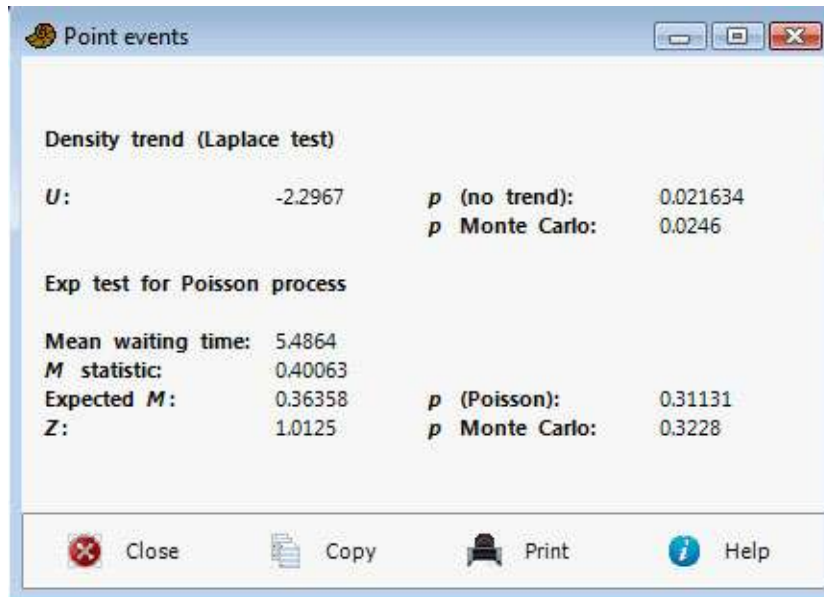 Point events
Density trend (Laplace test)
U: -2.2967 p (no trend): 0.021634
p Monte Carlo: 0.0246
Exp test for Poisson process
Mean waiting time: 5.4864
M statistic: 0.40063
Expected M: 0.36358 p (Poisson): 0.31131
Z: 1.0125 p Monte Carlo: 0.3228
Close Copy Print Help